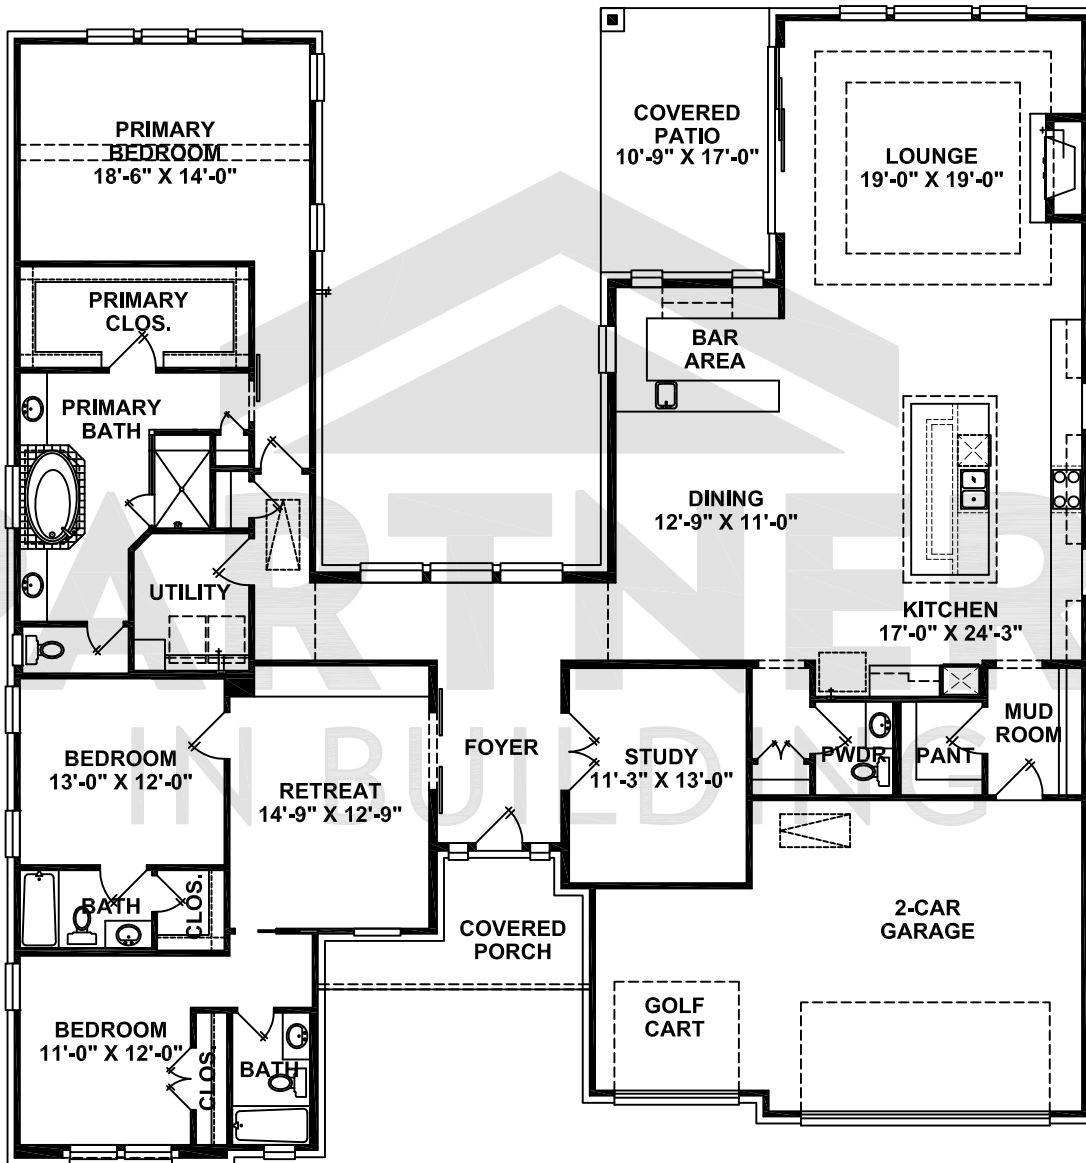 PRIMARY
BEDROOM
18'-6" X 14'-0"
COVERED
PATIO
10'-9" X 17'-0"
LOUNGE
19'-0" X 19'-0"
PRIMARY
CLOS.
BAR
AREA
PRIMARY
BATH
DINING
12'-9" X 11'-0"
UTILITY
KITCHEN
17'-0" X 24'-3"
PARTNERS
IN BUILDING
BEDROOM
13'-0" X 12'-0"
RETREAT
14'-9" X 12'-9"
FOYER
STUDY
11'-3" X 13'-0"
PWDR.
PANT
MUD
ROOM
BATH
CLOS.
COVERED
PORCH
2-CAR
GARAGE
GOLF
CART
BEDROOM
11'-0" X 12'-0"
CLOS.
BATH